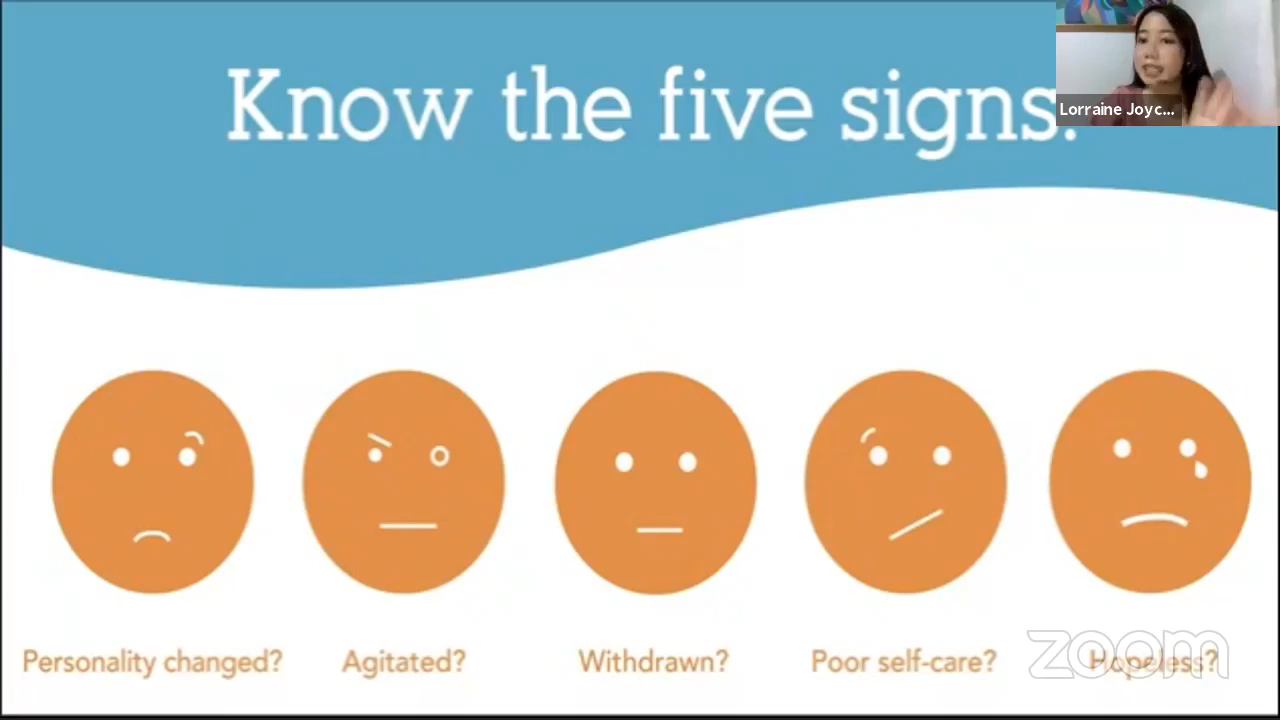 Know the five signs.
Lorraine Joyc...
Personality changed?
Agitated?
Withdrawn?
Poor self-care?
Hopeless?
zoom